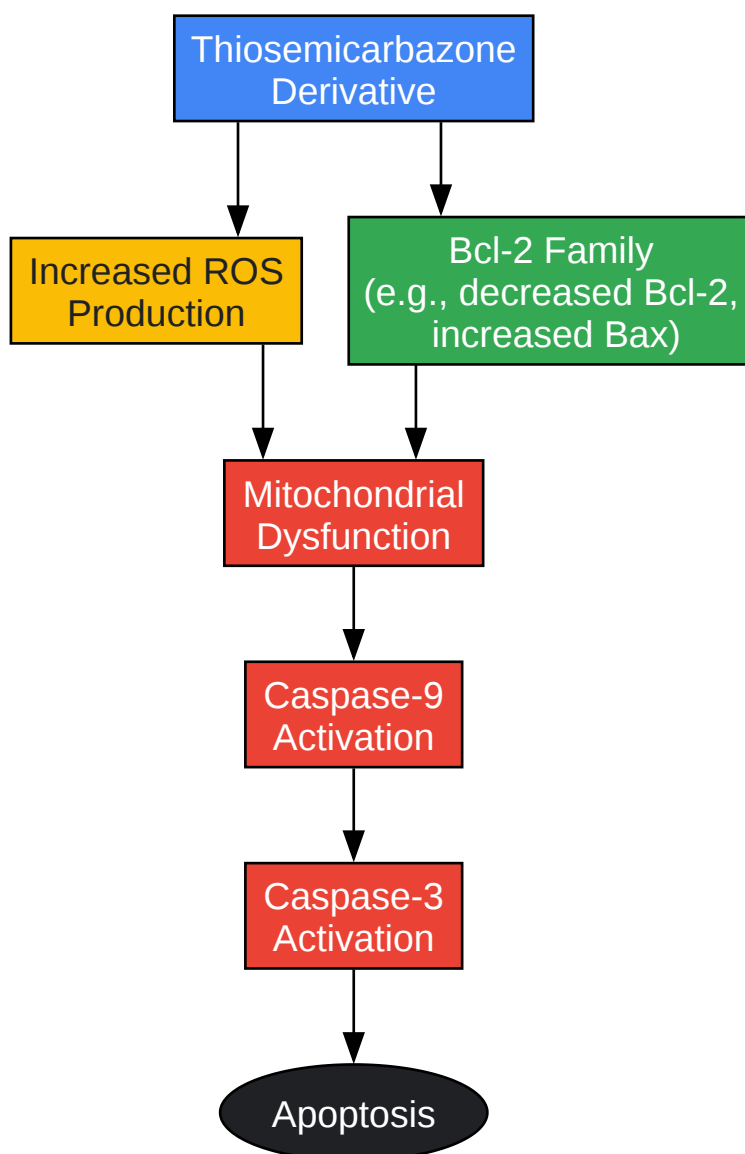 Thiosemicarbazone
Derivative
Increased ROS
Production
Bcl-2 Family
(e.g., decreased Bcl-2,
increased Bax)
Mitochondrial
Dysfunction
Caspase-9
Activation
Caspase-3
Activation
Apoptosis